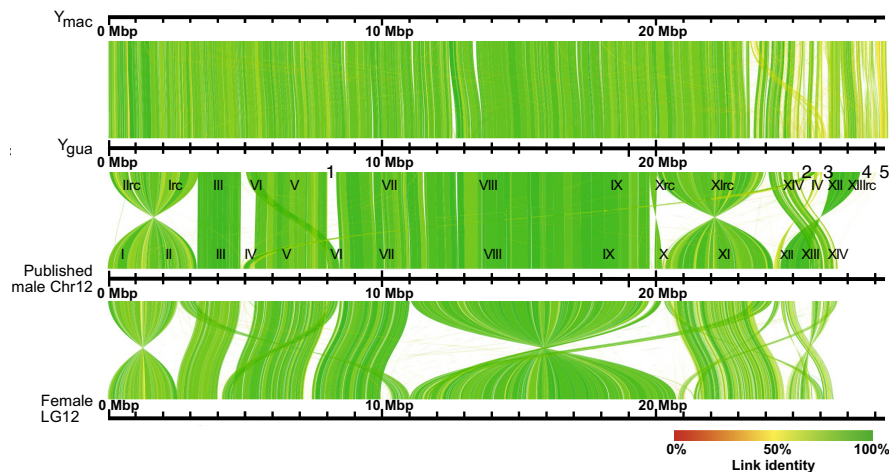 Ymac
0 Mbp 10 Mbp 20 Mbp
:
Ygua
0 Mbp 10 Mbp 20 Mbp
1 2 3 4 5
IIrc Irc III VI V VII VIII IX Xrc XIrc XIV IV XII XIIIrc
I II III IV V VI VII VIII IX X XI XII XIII XIV
Published
male Chr12
0 Mbp 10 Mbp 20 Mbp
Female
LG12
0 Mbp 10 Mbp 20 Mbp
0% 50% 100%
Link identity